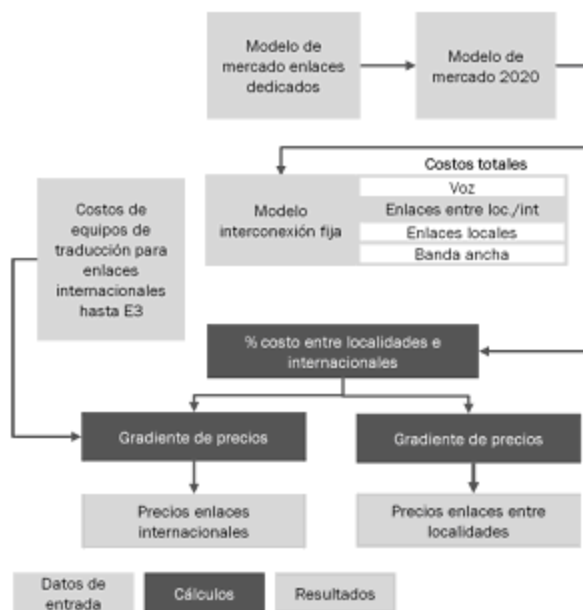 Modelo de
mercado enlaces
dedicados
Modelo de
mercado 2020
Costos totales
Costos de
equipos de
traducción para
enlaces
internacionales
hasta E3
Modelo
interconexión fija
Voz
Enlaces entre loc./int
Enlaces locales
Banda ancha
% costo entre localidades e
internacionales
Gradiente de precios
Gradiente de precios
Precios enlaces
internacionales
Precios enlaces entre
localidades
Datos de
entrada
Cálculos
Resultados